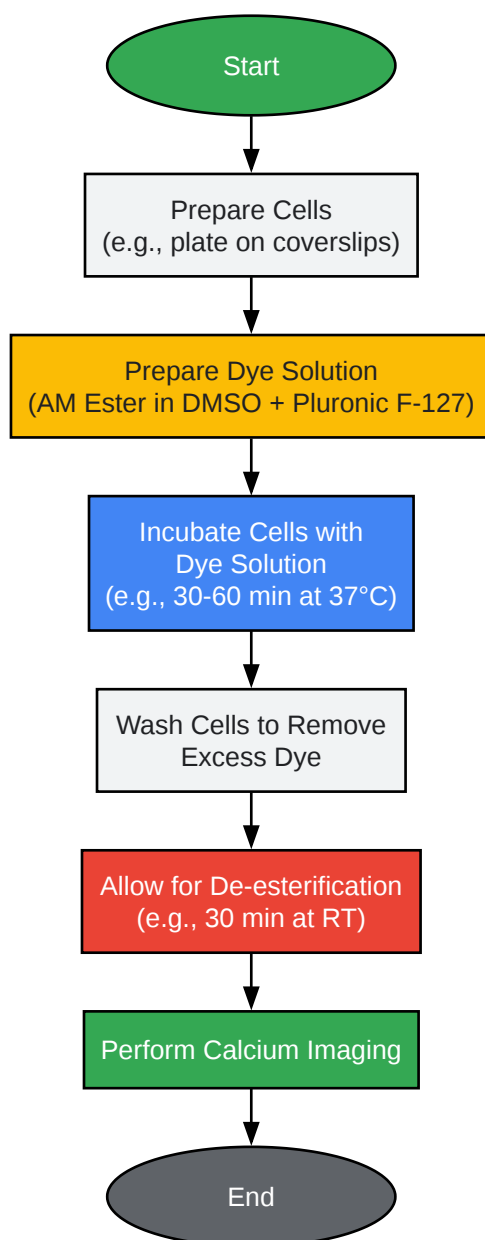 Start
Prepare Cells
(e.g., plate on coverslips)
Prepare Dye Solution
(AM Ester in DMSO + Pluronic F-127)
Incubate Cells with
Dye Solution
(e.g., 30-60 min at 37°C)
Wash Cells to Remove
Excess Dye
Allow for De-esterification
(e.g., 30 min at RT)
Perform Calcium Imaging
End